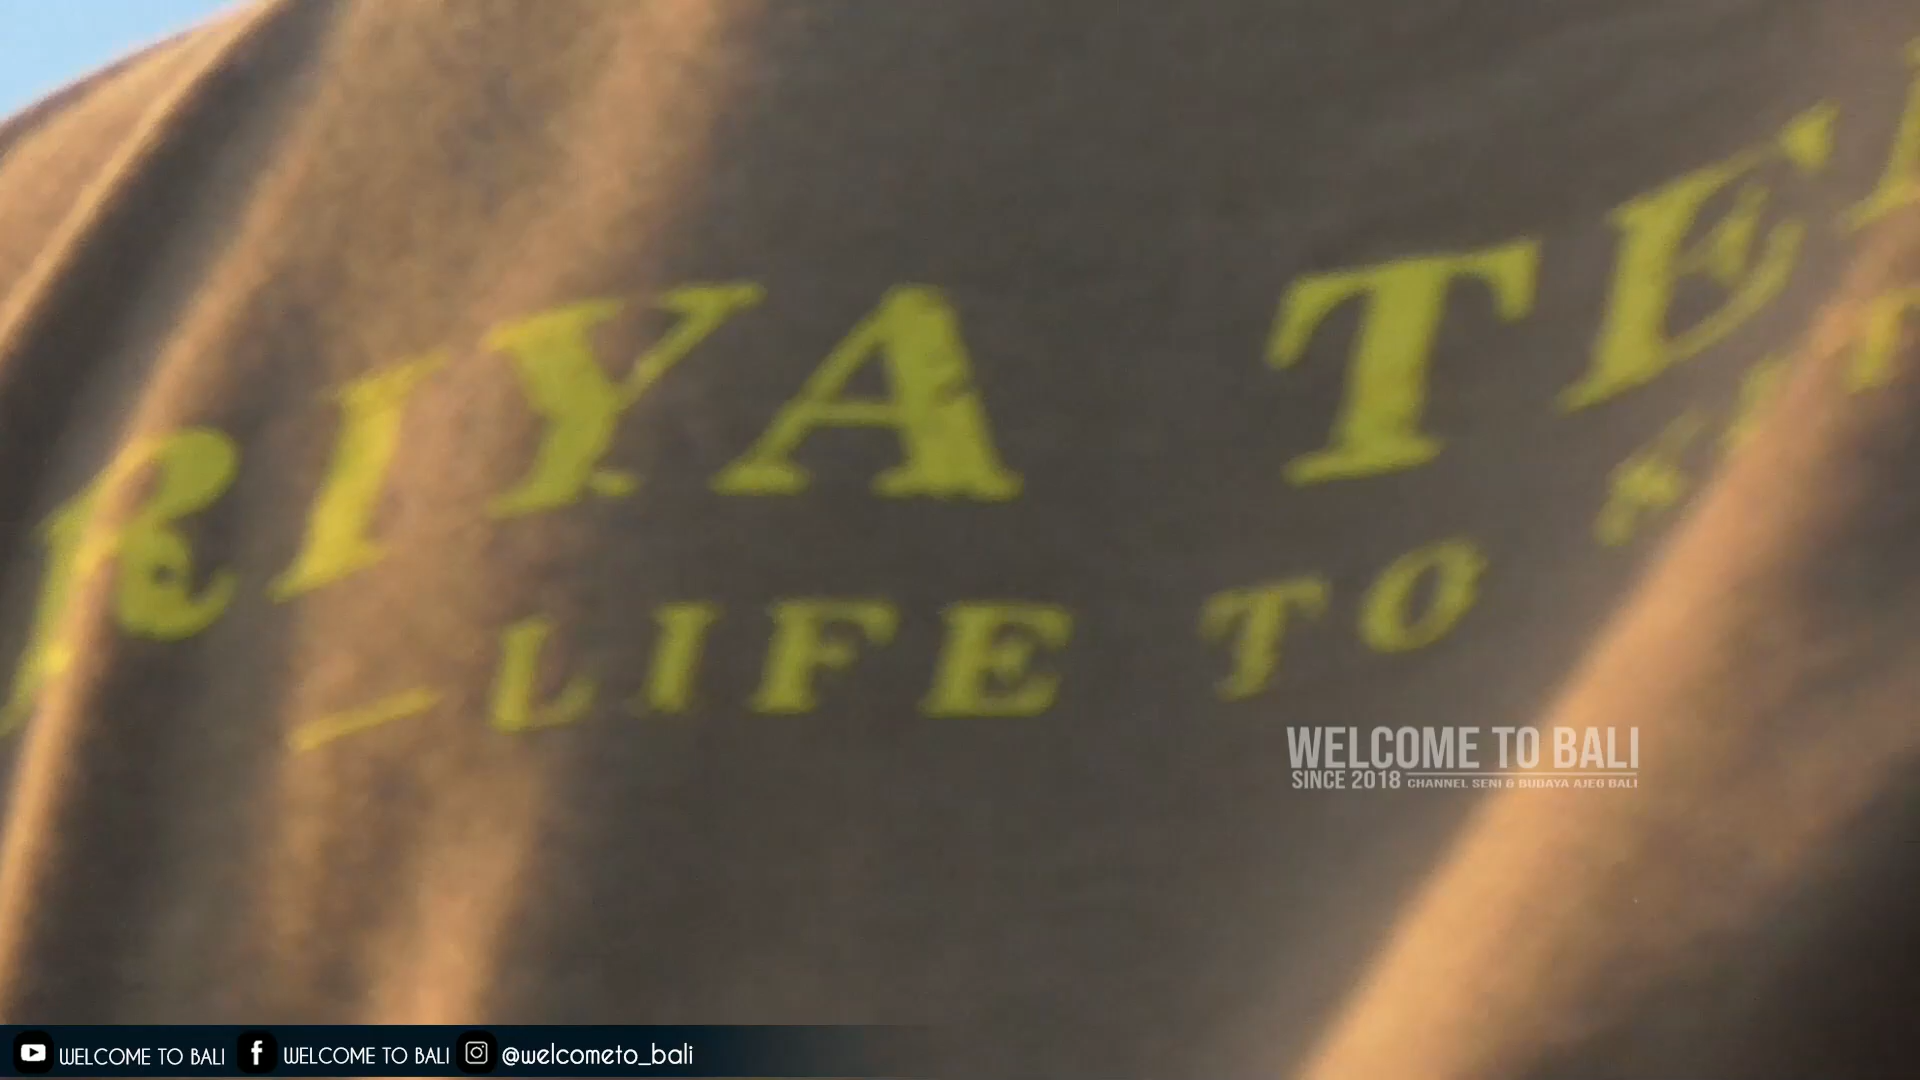 RIYA TE
LIFE TO
WELCOME TO BALI
SINCE 2018 CHANNEL SENI & BUDAYA AJEG BALI
WELCOME TO BALI WELCOME TO BALI @welcometo_bali